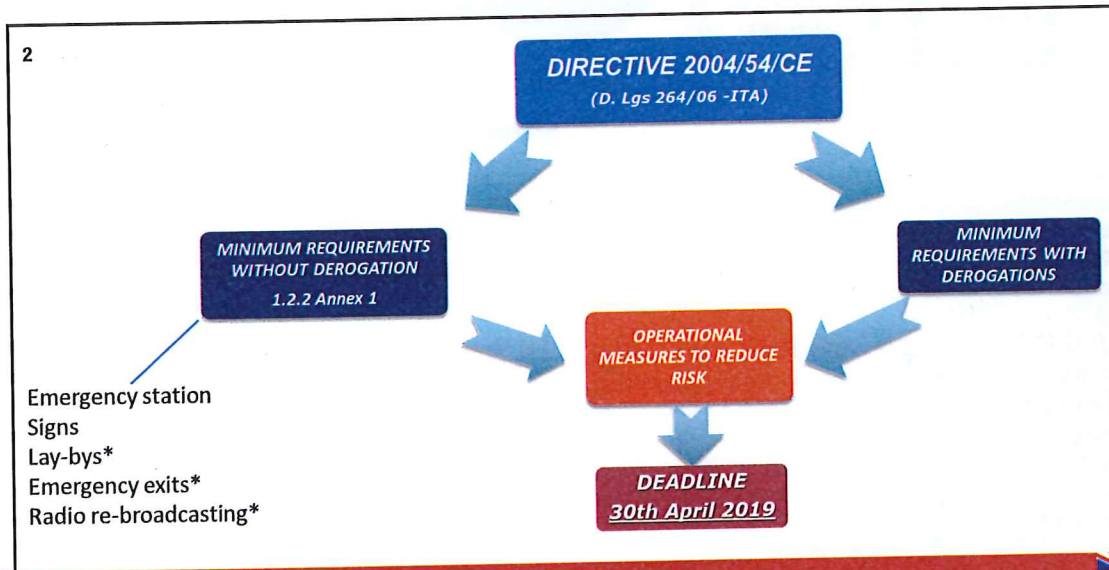 2
DIRECTIVE 2004/54/CE
(D. Lgs 264/06 -ITA)
MINIMUM REQUIREMENTS
WITHOUT DEROGATION
1.2.2 Annex 1
MINIMUM
REQUIREMENTS WITH
DEROGATIONS
OPERATIONAL
MEASURES TO REDUCE
RISK
Emergency station
Signs
Lay-bys*
Emergency exits*
Radio re-broadcasting*
DEADLINE
30th April 2019